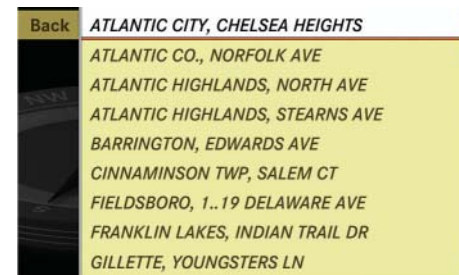 Back
ATLANTIC CITY, CHELSEA HEIGHTS
ATLANTIC CO., NORFOLK AVE
ATLANTIC HIGHLANDS, NORTH AVE
ATLANTIC HIGHLANDS, STEARNS AVE
BARRINGTON, EDWARDS AVE
CINNAMINSON TWP, SALEM CT
FIELDSBORO, 1..19 DELAWARE AVE
FRANKLIN LAKES, INDIAN TRAIL DR
GILLETTE, YOUNGSTERS LN
NW